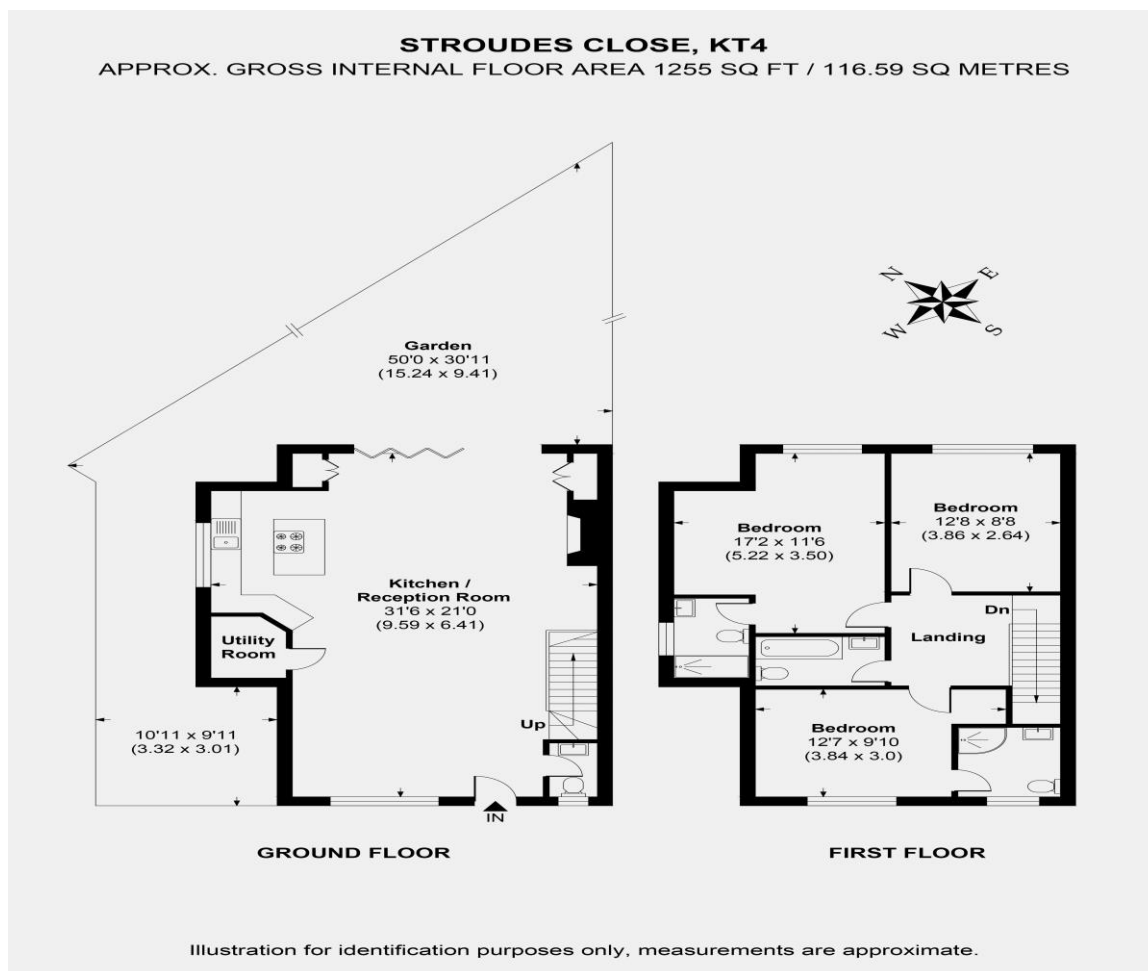 STROUDES CLOSE, KT4
APPROX. GROSS INTERNAL FLOOR AREA 1255 SQ FT / 116.59 SQ METRES
N
E
W
S
Garden
50'0 x 30'11
(15.24 x 9.41)
Kitchen /
Reception Room
31'6 x 21'0
(9.59 x 6.41)
Utility
Room
10'11 x 9'11
(3.32 x 3.01)
Up
IN
GROUND FLOOR
Bedroom
17'2 x 11'6
(5.22 x 3.50)
Bedroom
12'8 x 8'8
(3.86 x 2.64)
Dn
Landing
Bedroom
12'7 x 9'10
(3.84 x 3.0)
FIRST FLOOR
Illustration for identification purposes only, measurements are approximate.